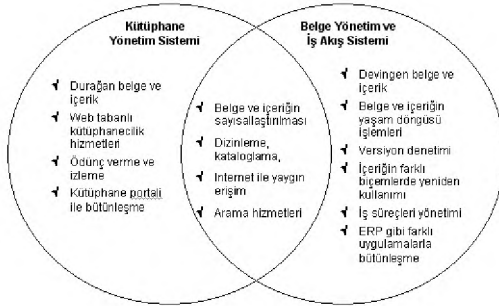 Kütüphane
Yönetim Sistemi
Durağan belge ve
içerik
Web tabanlı
kütüphanecilik
hizmetleri
Ödünç verme ve
izleme
Kütüphane portali
ile bütünleşme
Belge ve içeriğin
sayısallaştırılması
Dizinleme,
kataloglama,
Internet ile yaygın
erişim
Arama hizmetleri
Belge Yönetim ve
İş Akış Sistemi
Devingen belge ve
içerik
Belge ve içeriğin
yaşam döngüsü
işlemleri
Versiyon denetimi
İçeriğin farklı
biçemlerde yeniden
kullanımı
İş süreçleri yönetimi
ERP gibi farklı
uygulamalarla
bütünleşme